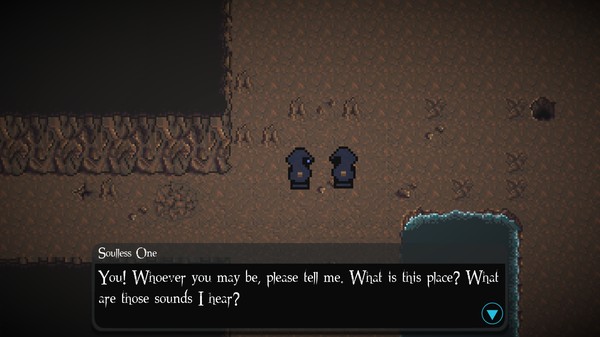 Soulless One
You! Whoever you may be, please tell me. What is this place? What
are those sounds I hear?